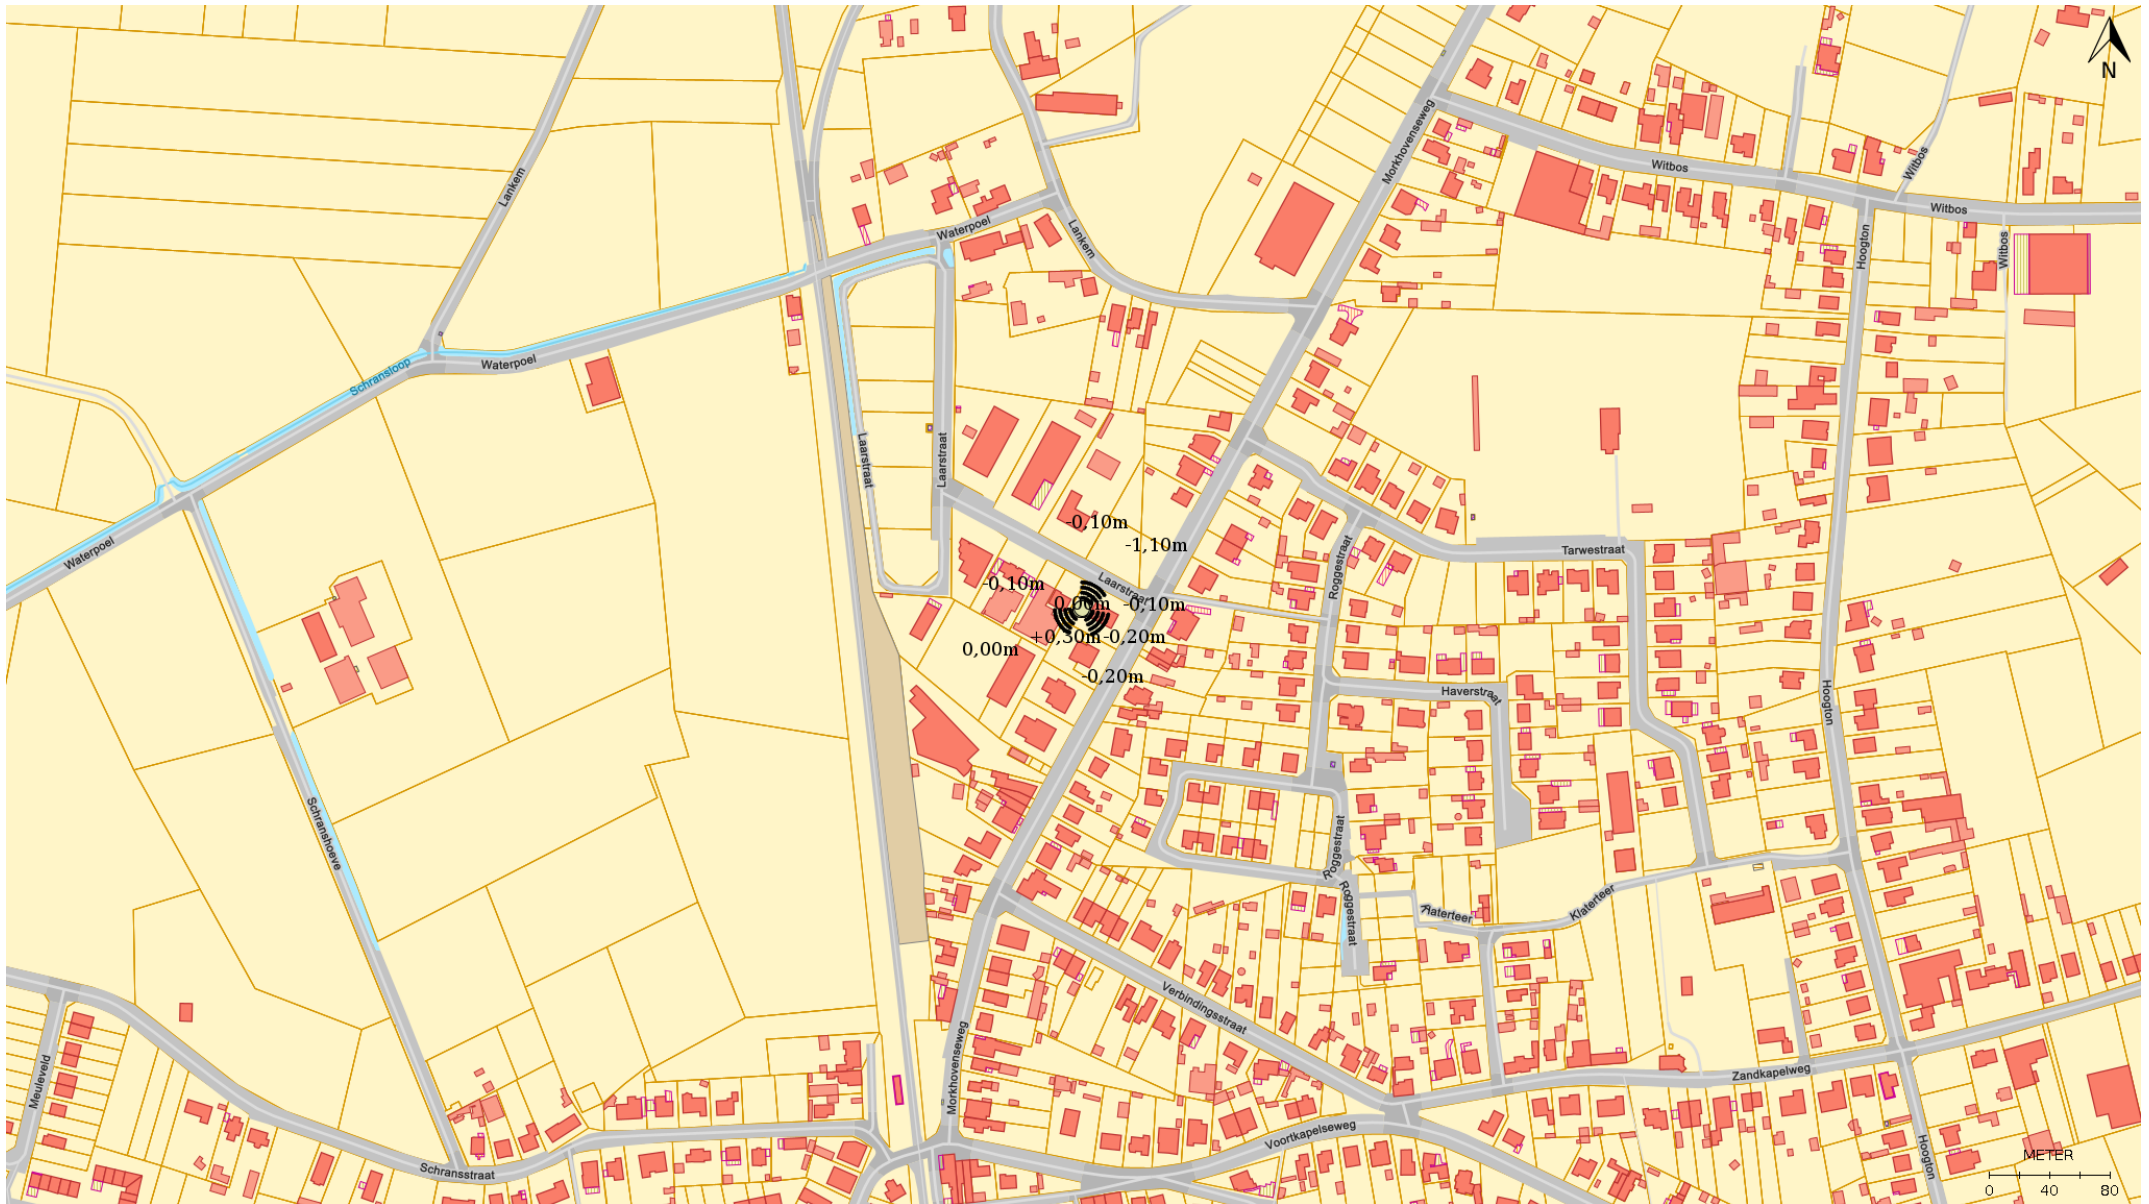 N
Morkhovenseweg
Witbos
Witbos
Lankem
Witbos
Waterpoel
Lankem
Hoogton
Witbos
Schransloop
Waterpoel
Laarstraat
Laarstraat
-0,10m
-1,10m
Waterpoel
Roggestraat
Tarwestraat
-0,10m
Laarstraat
0,00m
-0,10m
+0,30m
-0,20m
0,00m
-0,20m
Haverstraat
Hoogton
Schranshoeve
Roggestraat
Roggestraat
Klaterteer
Klaterteer
Verbindingsstraat
Morkhovenseweg
Meuleveld
Zandkapelweg
Voortkapelseweg
Schransstraat
Hoogton
METER
0 40 80